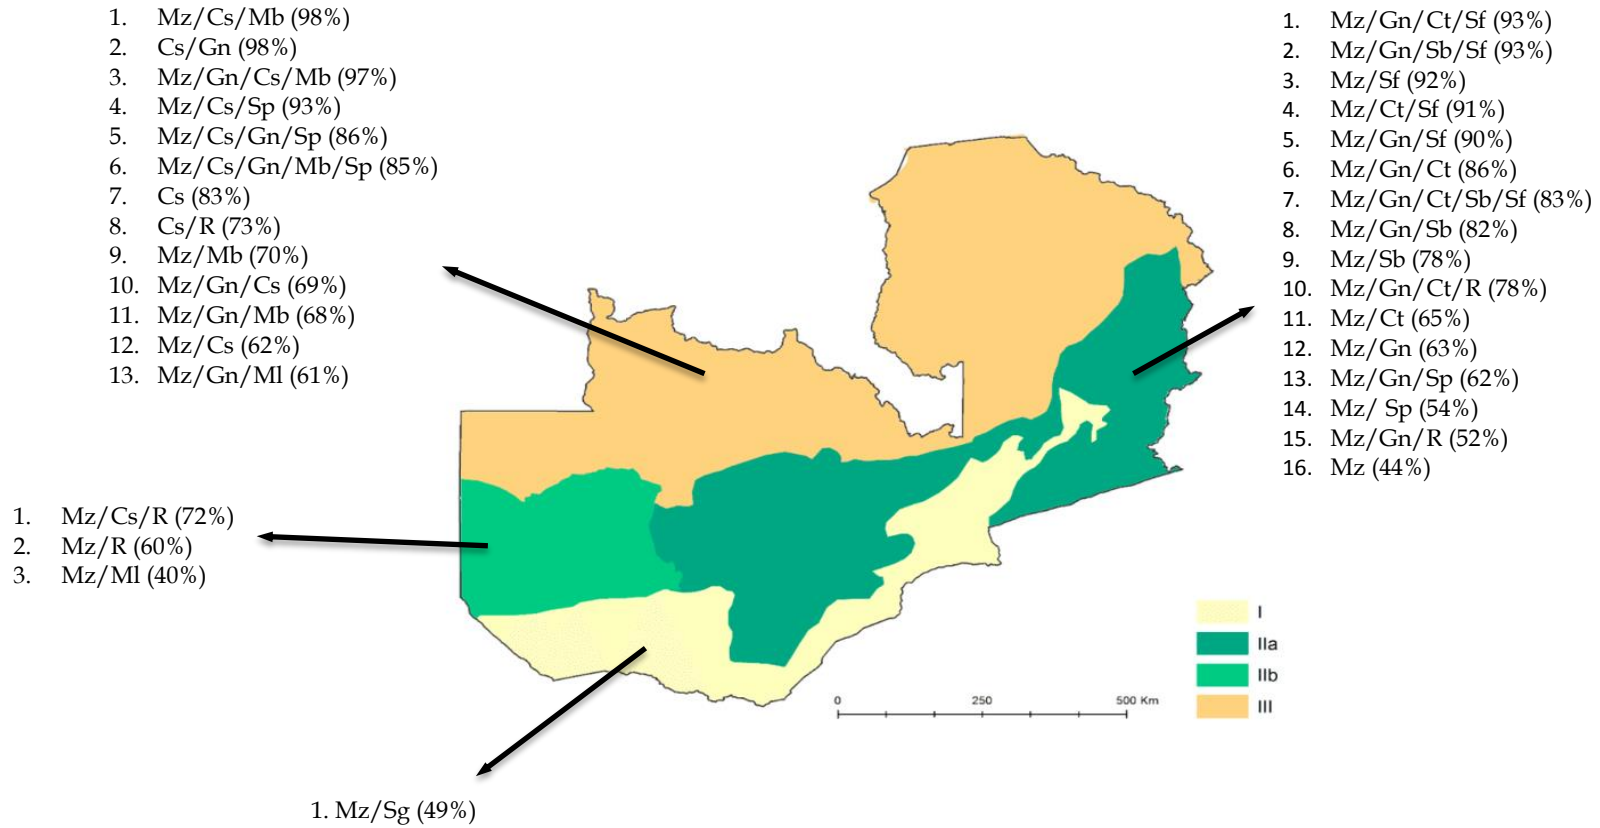 1. Mz/Cs/Mb (98%)
2. Cs/Gn (98%)
3. Mz/Gn/Cs/Mb (97%)
4. Mz/Cs/Sp (93%)
5. Mz/Cs/Gn/Sp (86%)
6. Mz/Cs/Gn/Mb/Sp (85%)
7. Cs (83%)
8. Cs/R (73%)
9. Mz/Mb (70%)
10. Mz/Gn/Cs (69%)
11. Mz/Gn/Mb (68%)
12. Mz/Cs (62%)
13. Mz/Gn/Ml (61%)
1. Mz/Gn/Ct/Sf (93%)
2. Mz/Gn/Sb/Sf (93%)
3. Mz/Sf (92%)
4. Mz/Ct/Sf (91%)
5. Mz/Gn/Sf (90%)
6. Mz/Gn/Ct (86%)
7. Mz/Gn/Ct/Sb/Sf (83%)
8. Mz/Gn/Sb (82%)
9. Mz/Sb (78%)
10. Mz/Gn/Ct/R (78%)
11. Mz/Ct (65%)
12. Mz/Gn (63%)
13. Mz/Gn/Sp (62%)
14. Mz/ Sp (54%)
15. Mz/Gn/R (52%)
16. Mz (44%)
1. Mz/Cs/R (72%)
2. Mz/R (60%)
3. Mz/Ml (40%)
I
IIa
IIb
III
0 250 500 Km
1. Mz/Sg (49%)